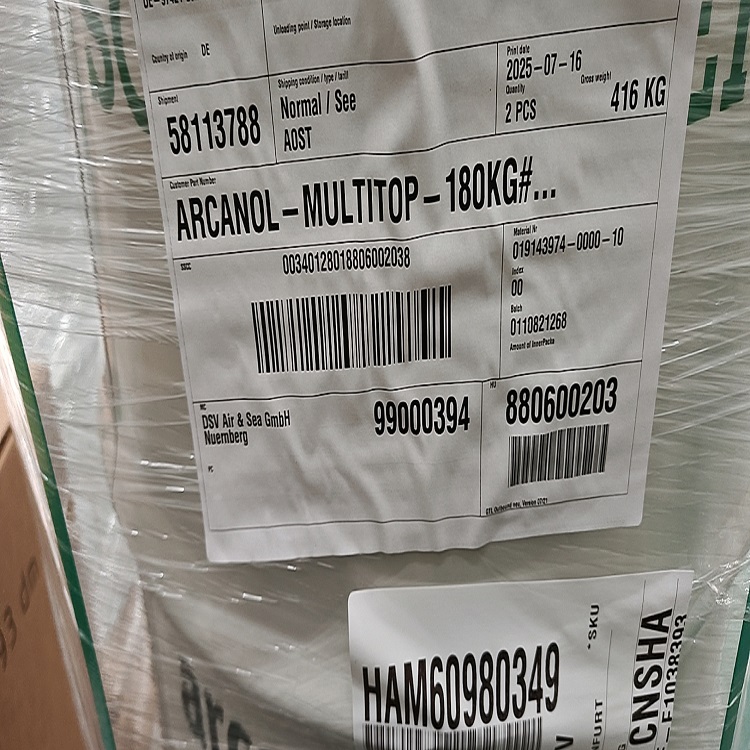 Unloading point / Storage location
Country of origin DE
Print date
2025-07-16
Shipment
58113788
Shipping condition / type / tariff
Normal / See
AOST
Quantity
2 PCS
Gross weight
416 KG
Customer Part Number
ARCANOL-MULTITOP-180KG#...
SSCC
00340128018806002038
Material Nr
019143974-0000-10
Index
00
Batch
0110821268
Amount of InnerPacks
DSV Air & Sea GmbH
Nuernberg
99000394
HU
880600203
HAM60980349
*SKU
CNSHA